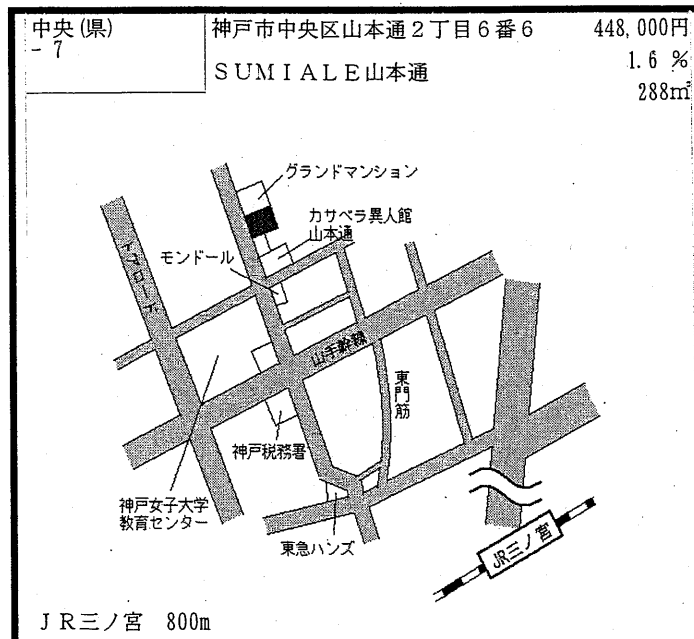 中央(県)
- 7
神戸市中央区山本通2丁目6番6
SUMIALE山本通
448,000円
1.6 %
288㎡
グランドマンション
カサベラ異人館
山本通
モンドール
トアロード
山手幹線
東門筋
神戸税務署
神戸女子大学
教育センター
東急ハンズ
JR三ノ宮
JR三ノ宮 800m